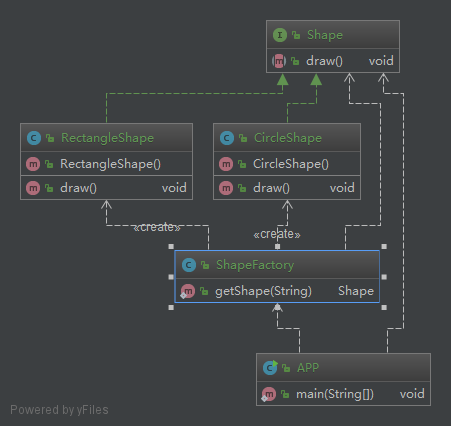 Shape
draw() void
RectangleShape
RectangleShape()
draw() void
CircleShape
CircleShape()
draw() void
«create»
«create»
ShapeFactory
getShape(String) Shape
APP
main(String[]) void
Powered by yFiles